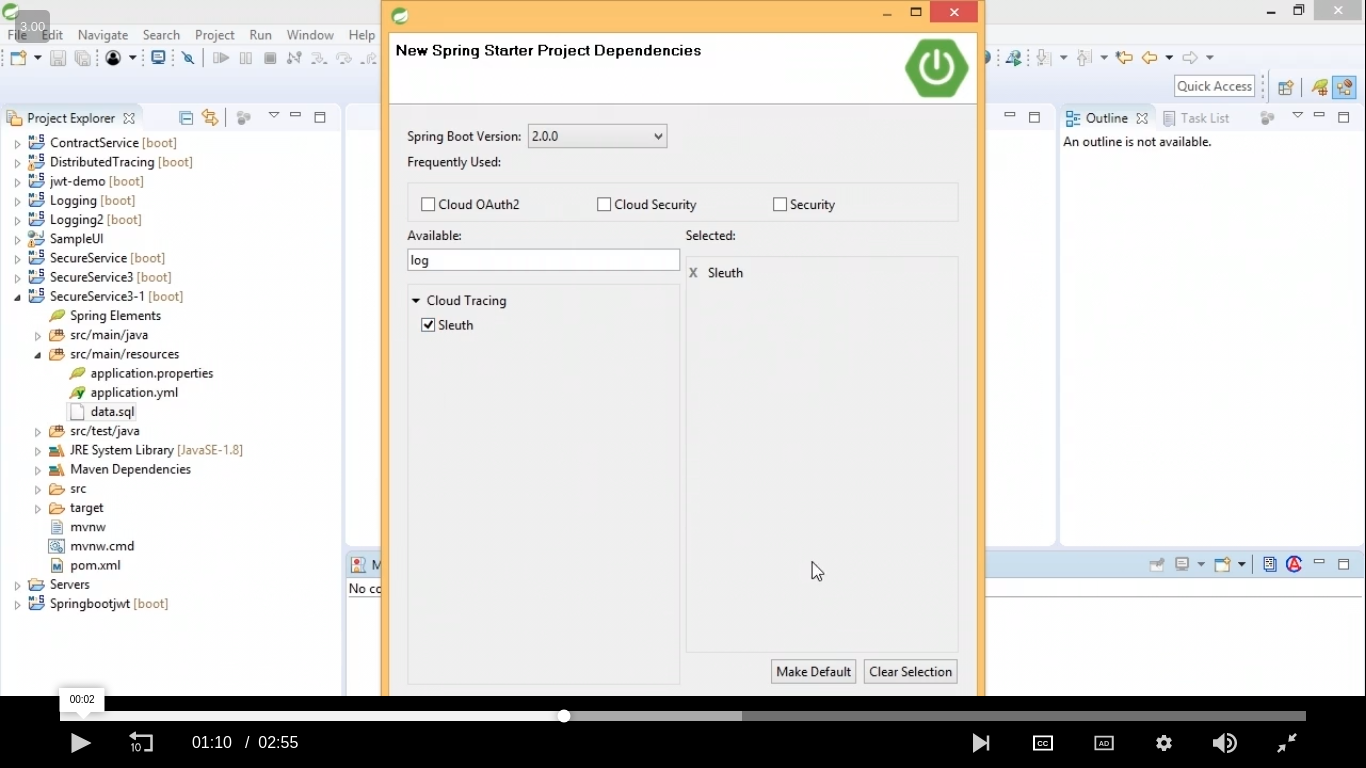 3.00
New Spring Starter Project Dependencies
File Edit Navigate Search Project Run Window Help
Quick Access
Project Explorer
ContractService [boot]
DistributedTracing [boot]
jwt-demo [boot]
Logging [boot]
Logging2 [boot]
SampleUI
SecureService [boot]
SecureService3 [boot]
SecureService3-1 [boot]
Spring Elements
src/main/java
src/main/resources
application.properties
application.yml
data.sql
src/test/java
JRE System Library [JavaSE-1.8]
Maven Dependencies
src
target
mvnw
mvnw.cmd
pom.xml
Servers
Springbootjwt [boot]
Spring Boot Version: 2.0.0
Frequently Used:
Cloud OAuth2 Cloud Security Security
Available: Selected:
log
X Sleuth
Cloud Tracing
Sleuth
Make Default Clear Selection
Outline Task List
An outline is not available.
M
No co
00:02
10 01:10 / 02:55 CC AD